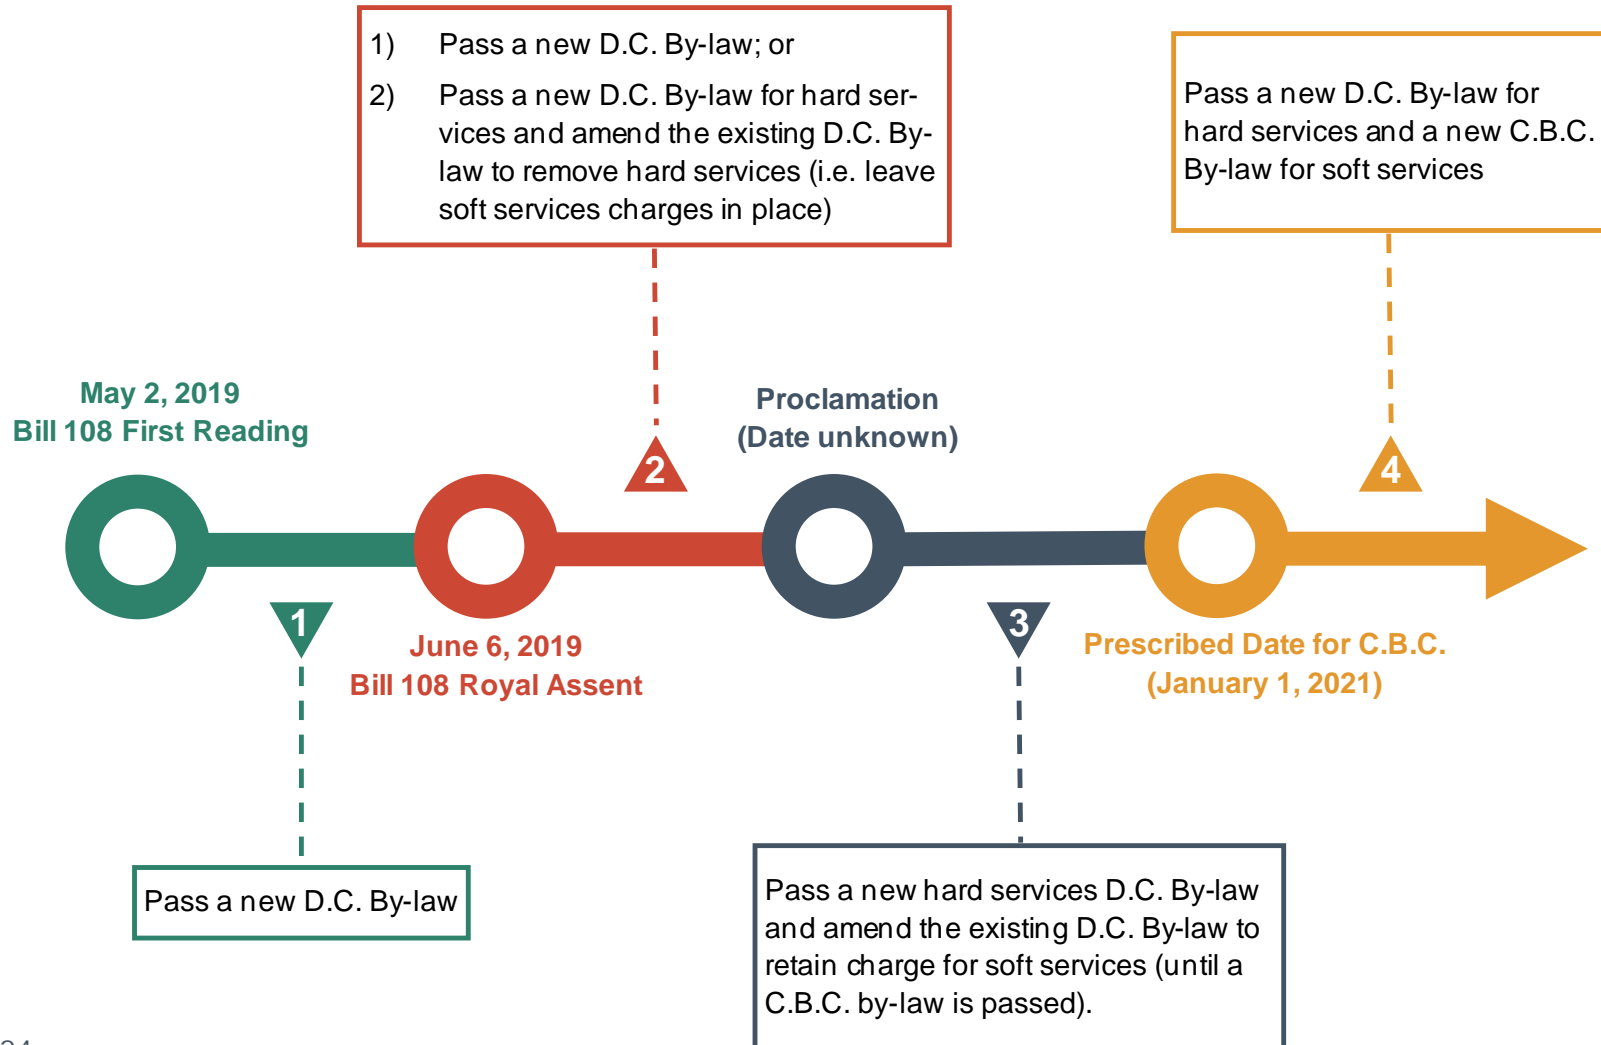 1) Pass a new D.C. By-law; or
2) Pass a new D.C. By-law for hard ser-
vices and amend the existing D.C. By-
law to remove hard services (i.e. leave
soft services charges in place)
Pass a new D.C. By-law for
hard services and a new C.B.C.
By-law for soft services
May 2, 2019
Bill 108 First Reading
Proclamation
(Date unknown)
2
4
1
3
June 6, 2019
Bill 108 Royal Assent
Prescribed Date for C.B.C.
(January 1, 2021)
Pass a new D.C. By-law
Pass a new hard services D.C. By-law
and amend the existing D.C. By-law to
retain charge for soft services (until a
C.B.C. by-law is passed).